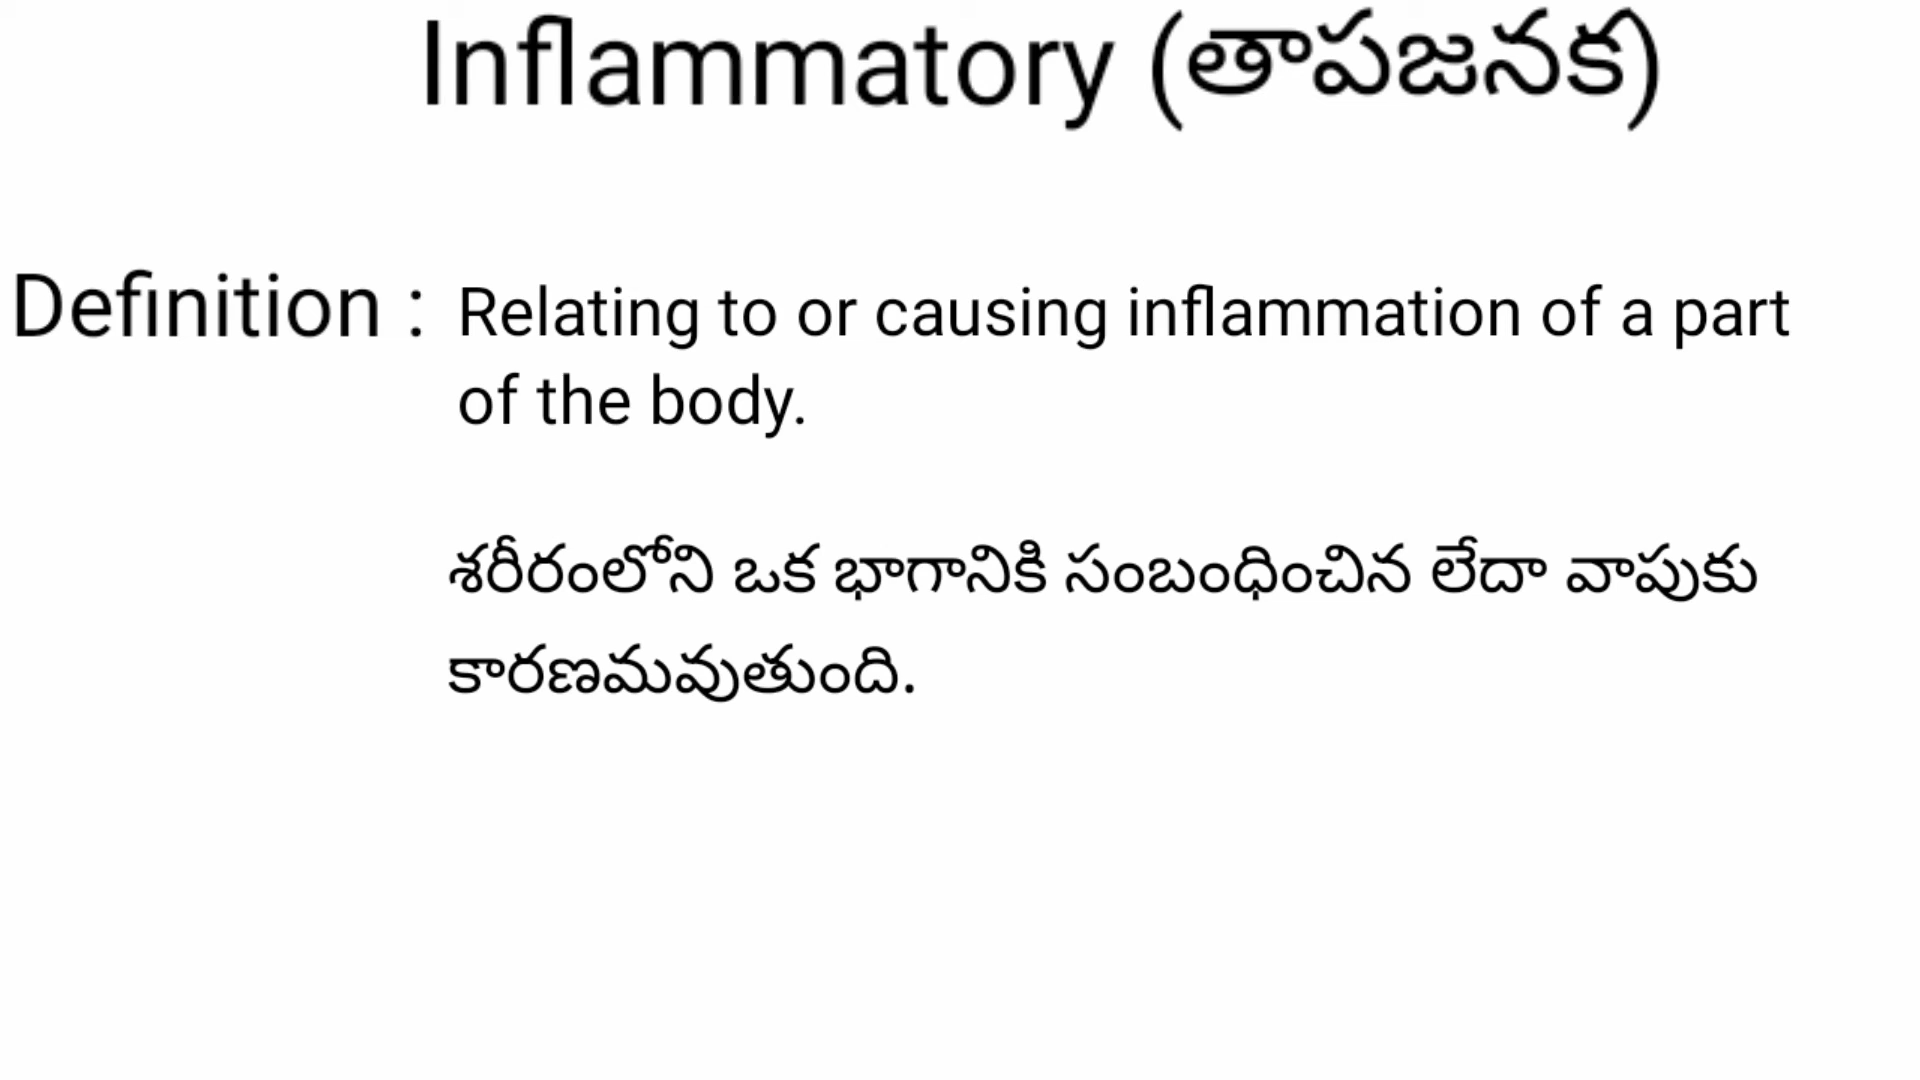 Inflammatory (తాపజనక)
Definition : Relating to or causing inflammation of a part
of the body.
శరీరంలోని ఒక భాగానికి సంబంధించిన లేదా వాపుకు
కారణమవుతుంది.